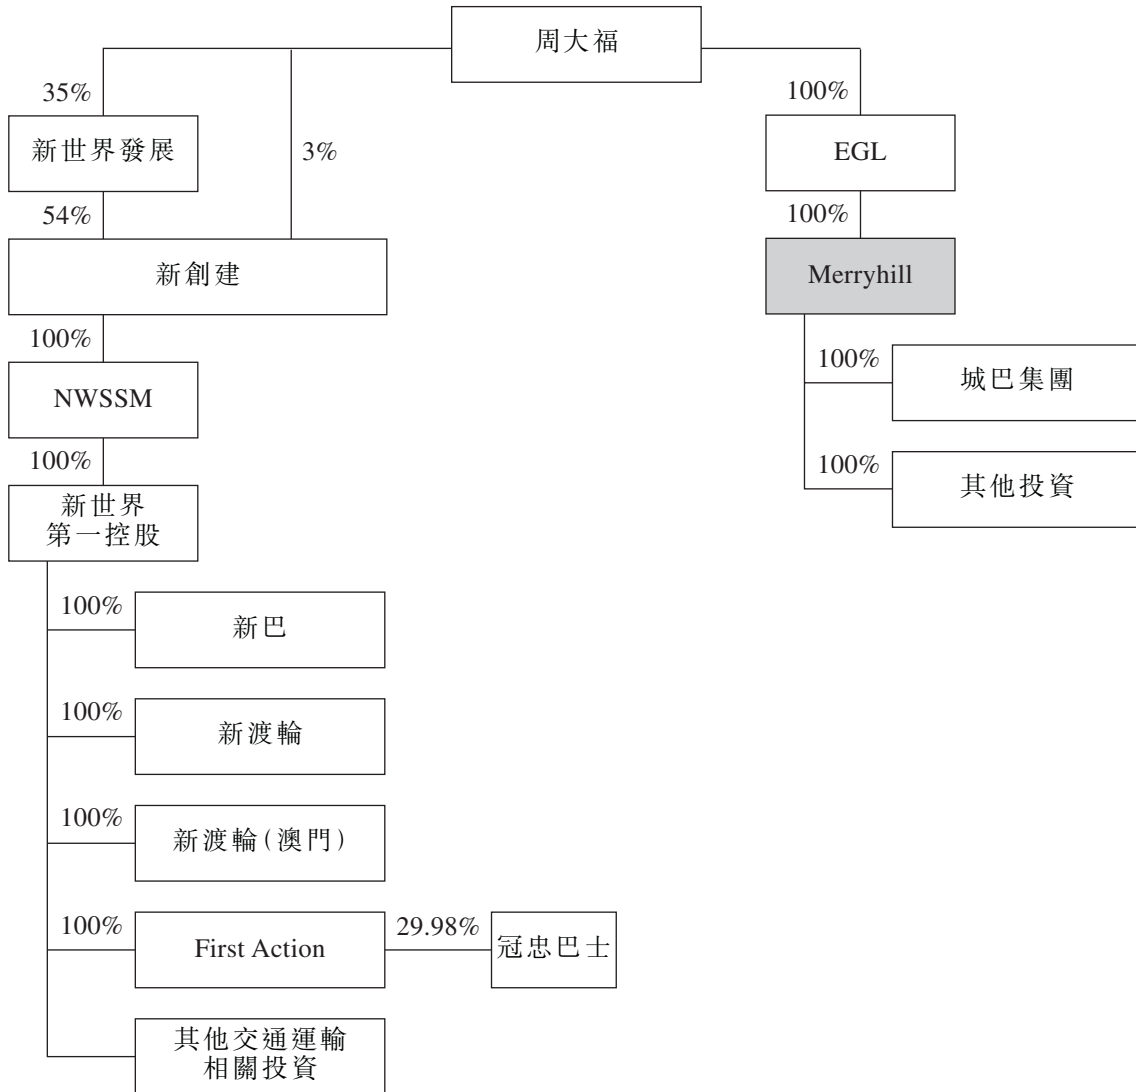 周大福
35%
100%
新世界發展
3%
EGL
54%
100%
新創建
Merryhill
100%
100%
NWSSM
城巴集團
100%
100%
新世界
第一控股
其他投資
100%
新巴
100%
新渡輪
100%
新渡輪(澳門)
100%
First Action
29.98%
冠忠巴士
其他交通運輸
相關投資